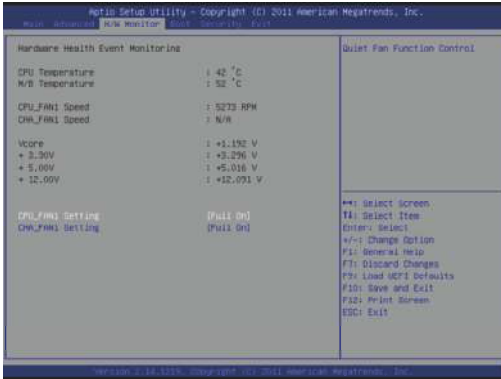 Aptio Setup Utility - Copyright (C) 2011 American Megatrends, Inc.
Main Advanced H/W Monitor Boot Security Exit
Hardware Health Event Monitoring
Quiet Fan Function Control
CPU Temperature : 42 °C
M/B Temperature : 52 °C
CPU_FAN1 Speed : 5273 RPM
CHA_FAN1 Speed : N/A
Vcore : +1.192 V
+ 3.30V : +3.296 V
+ 5.00V : +5.016 V
+ 12.00V : +12.091 V
CPU_FAN1 Setting [Full On]
CHA_FAN1 Setting [Full On]
↔: Select Screen
↑↓: Select Item
Enter: Select
+/-: Change Option
F1: General Help
F7: Discard Changes
F9: Load UEFI Defaults
F10: Save and Exit
F12: Print Screen
ESC: Exit
Version 2.14.1219. Copyright (C) 2011 American Megatrends, Inc.